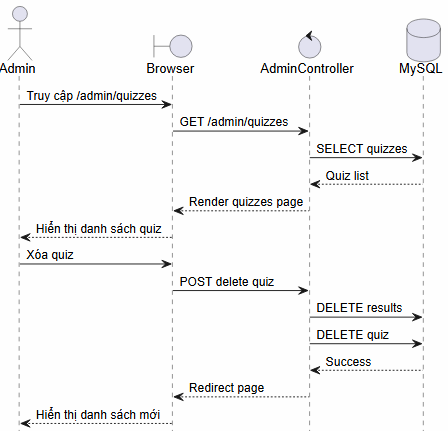 Admin
Browser
AdminController
MySQL
Truy cập /admin/quizzes
GET /admin/quizzes
SELECT quizzes
Quiz list
Render quizzes page
Hiển thị danh sách quiz
Xóa quiz
POST delete quiz
DELETE results
DELETE quiz
Success
Redirect page
Hiển thị danh sách mới